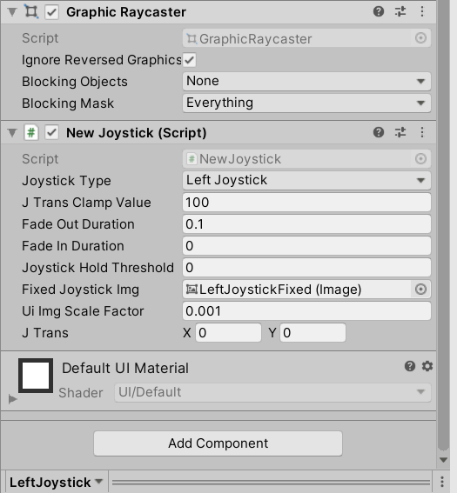 Graphic Raycaster
Script GraphicRaycaster
Ignore Reversed Graphics
Blocking Objects None
Blocking Mask Everything
# New Joystick (Script)
Script # NewJoystick
Joystick Type Left Joystick
J Trans Clamp Value 100
Fade Out Duration 0.1
Fade In Duration 0
Joystick Hold Threshold 0
Fixed Joystick Img LeftJoystickFixed (Image)
Ui Img Scale Factor 0.001
J Trans X 0 Y 0
Default UI Material
Shader UI/Default
Add Component
LeftJoystick